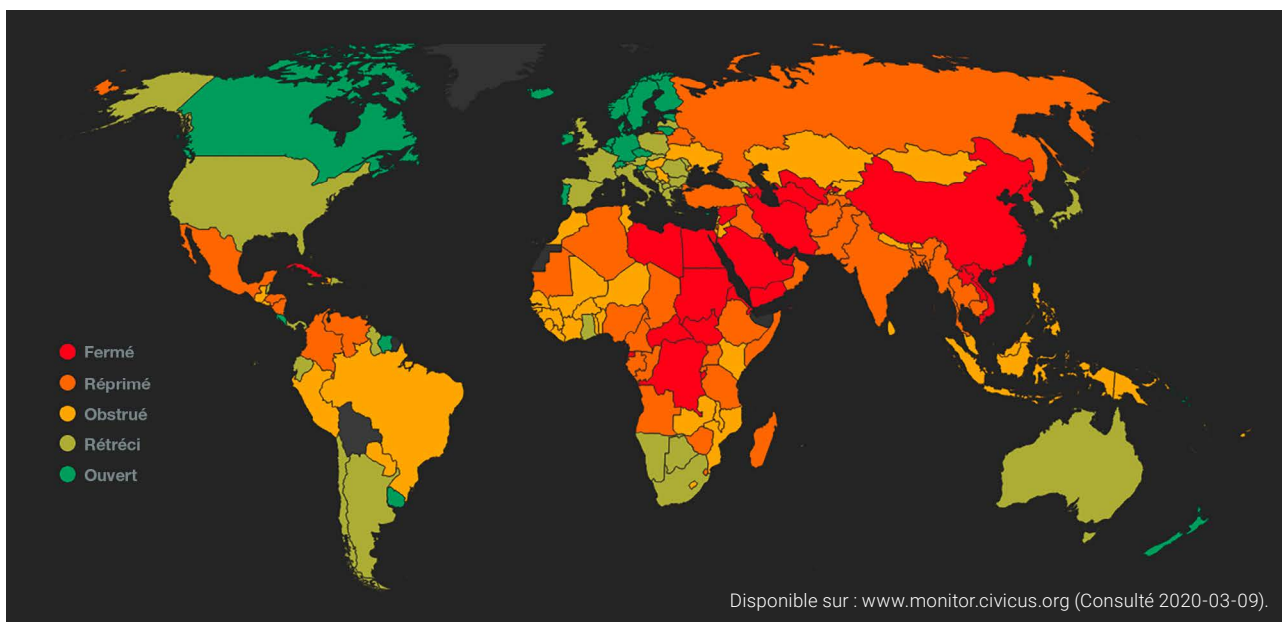 Fermé
Réprimé
Obstrué
Rétréci
Ouvert
Disponible sur : www.monitor.civicus.org (Consulté 2020-03-09).